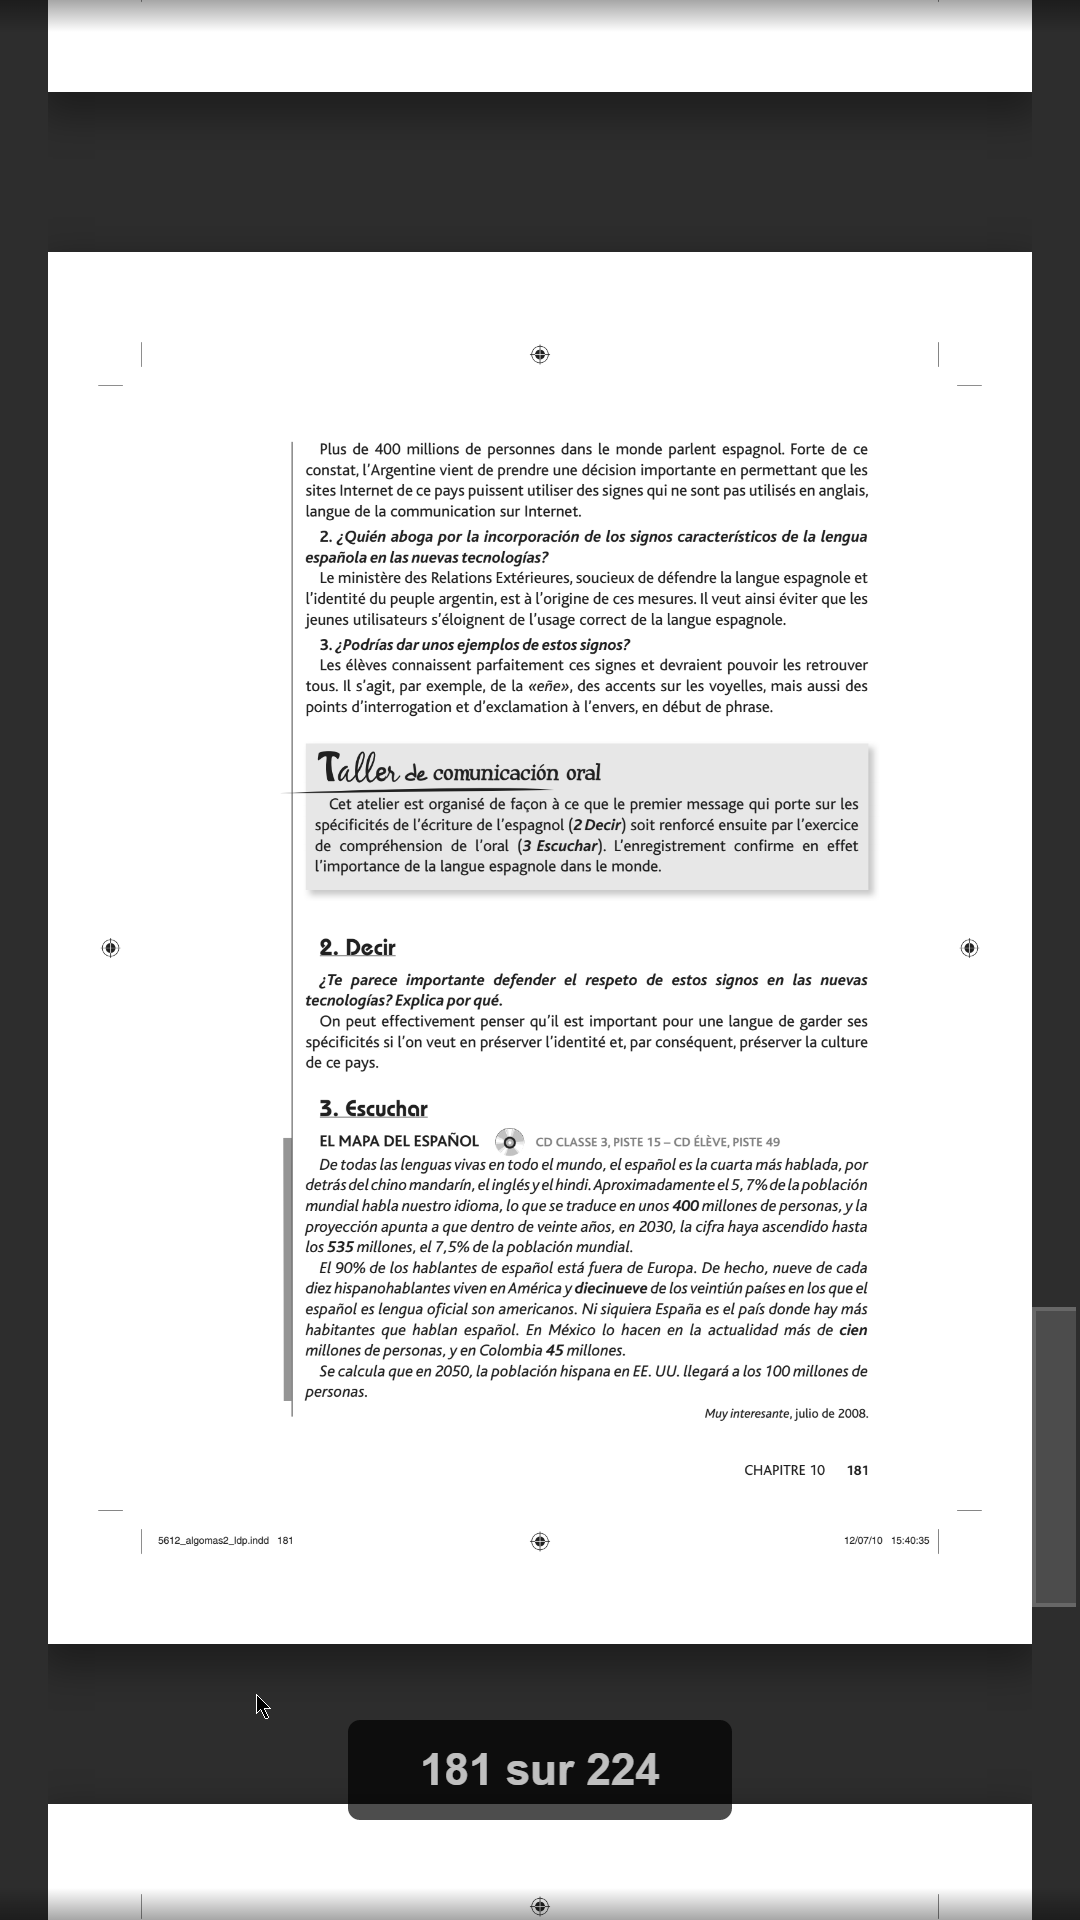 Plus de 400 millions de personnes dans le monde parlent espagnol. Forte de ce
constat, l'Argentine vient de prendre une décision importante en permettant que les
sites Internet de ce pays puissent utiliser des signes qui ne sont pas utilisés en anglais,
langue de la communication sur Internet.
2. ¿Quién aboga por la incorporación de los signos característicos de la lengua
española en las nuevas tecnologías?
Le ministère des Relations Extérieures, soucieux de défendre la langue espagnole et
l'identité du peuple argentin, est à l'origine de ces mesures. Il veut ainsi éviter que les
jeunes utilisateurs s'éloignent de l'usage correct de la langue espagnole.
3. ¿Podrías dar unos ejemplos de estos signos?
Les élèves connaissent parfaitement ces signes et devraient pouvoir les retrouver
tous. Il s'agit, par exemple, de la «eñe», des accents sur les voyelles, mais aussi des
points d'interrogation et d'exclamation à l'envers, en début de phrase.
Taller de comunicación oral
Cet atelier est organisé de façon à ce que le premier message qui porte sur les
spécificités de l'écriture de l'espagnol (2 Decir) soit renforcé ensuite par l'exercice
de compréhension de l'oral (3 Escuchar). L'enregistrement confirme en effet
l'importance de la langue espagnole dans le monde.
2. Decir
¿Te parece importante defender el respeto de estos signos en las nuevas
tecnologías? Explica por qué.
On peut effectivement penser qu'il est important pour une langue de garder ses
spécificités si l'on veut en préserver l'identité et, par conséquent, préserver la culture
de ce pays.
3. Escuchar
EL MAPA DEL ESPAÑOL CD CLASSE 3, PISTE 15 – CD ÉLÈVE, PISTE 49
De todas las lenguas vivas en todo el mundo, el español es la cuarta más hablada, por
detrás del chino mandarín, el inglés y el hindi. Aproximadamente el 5, 7% de la población
mundial habla nuestro idioma, lo que se traduce en unos 400 millones de personas, y la
proyección apunta a que dentro de veinte años, en 2030, la cifra haya ascendido hasta
los 535 millones, el 7,5% de la población mundial.
El 90% de los hablantes de español está fuera de Europa. De hecho, nueve de cada
diez hispanohablantes viven en América y diecinueve de los veintiún países en los que el
español es lengua oficial son americanos. Ni siquiera España es el país donde hay más
habitantes que hablan español. En México lo hacen en la actualidad más de cien
millones de personas, y en Colombia 45 millones.
Se calcula que en 2050, la población hispana en EE. UU. llegará a los 100 millones de
personas.
Muy interesante, julio de 2008.
CHAPITRE 10 181
5612_algomas2_ldp.indd 181 12/07/10 15:40:35
181 sur 224